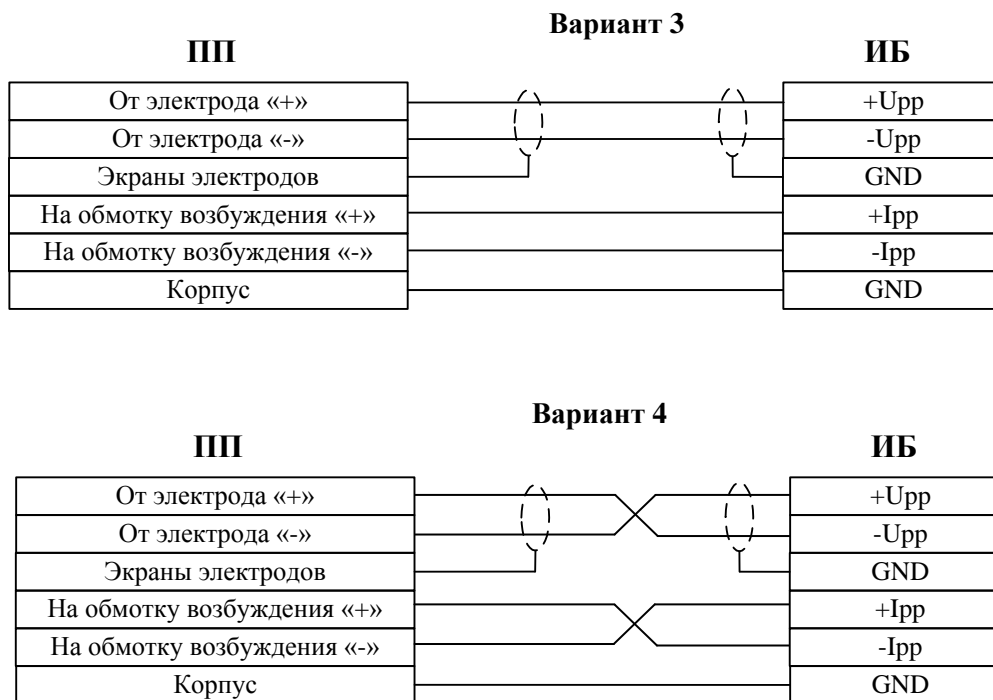 Вариант 3
ПП ИБ
От электрода «+» +Upp
От электрода «-» -Upp
Экраны электродов GND
На обмотку возбуждения «+» +Ipp
На обмотку возбуждения «-» -Ipp
Корпус GND
Вариант 4
ПП ИБ
От электрода «+» +Upp
От электрода «-» -Upp
Экраны электродов GND
На обмотку возбуждения «+» +Ipp
На обмотку возбуждения «-» -Ipp
Корпус GND